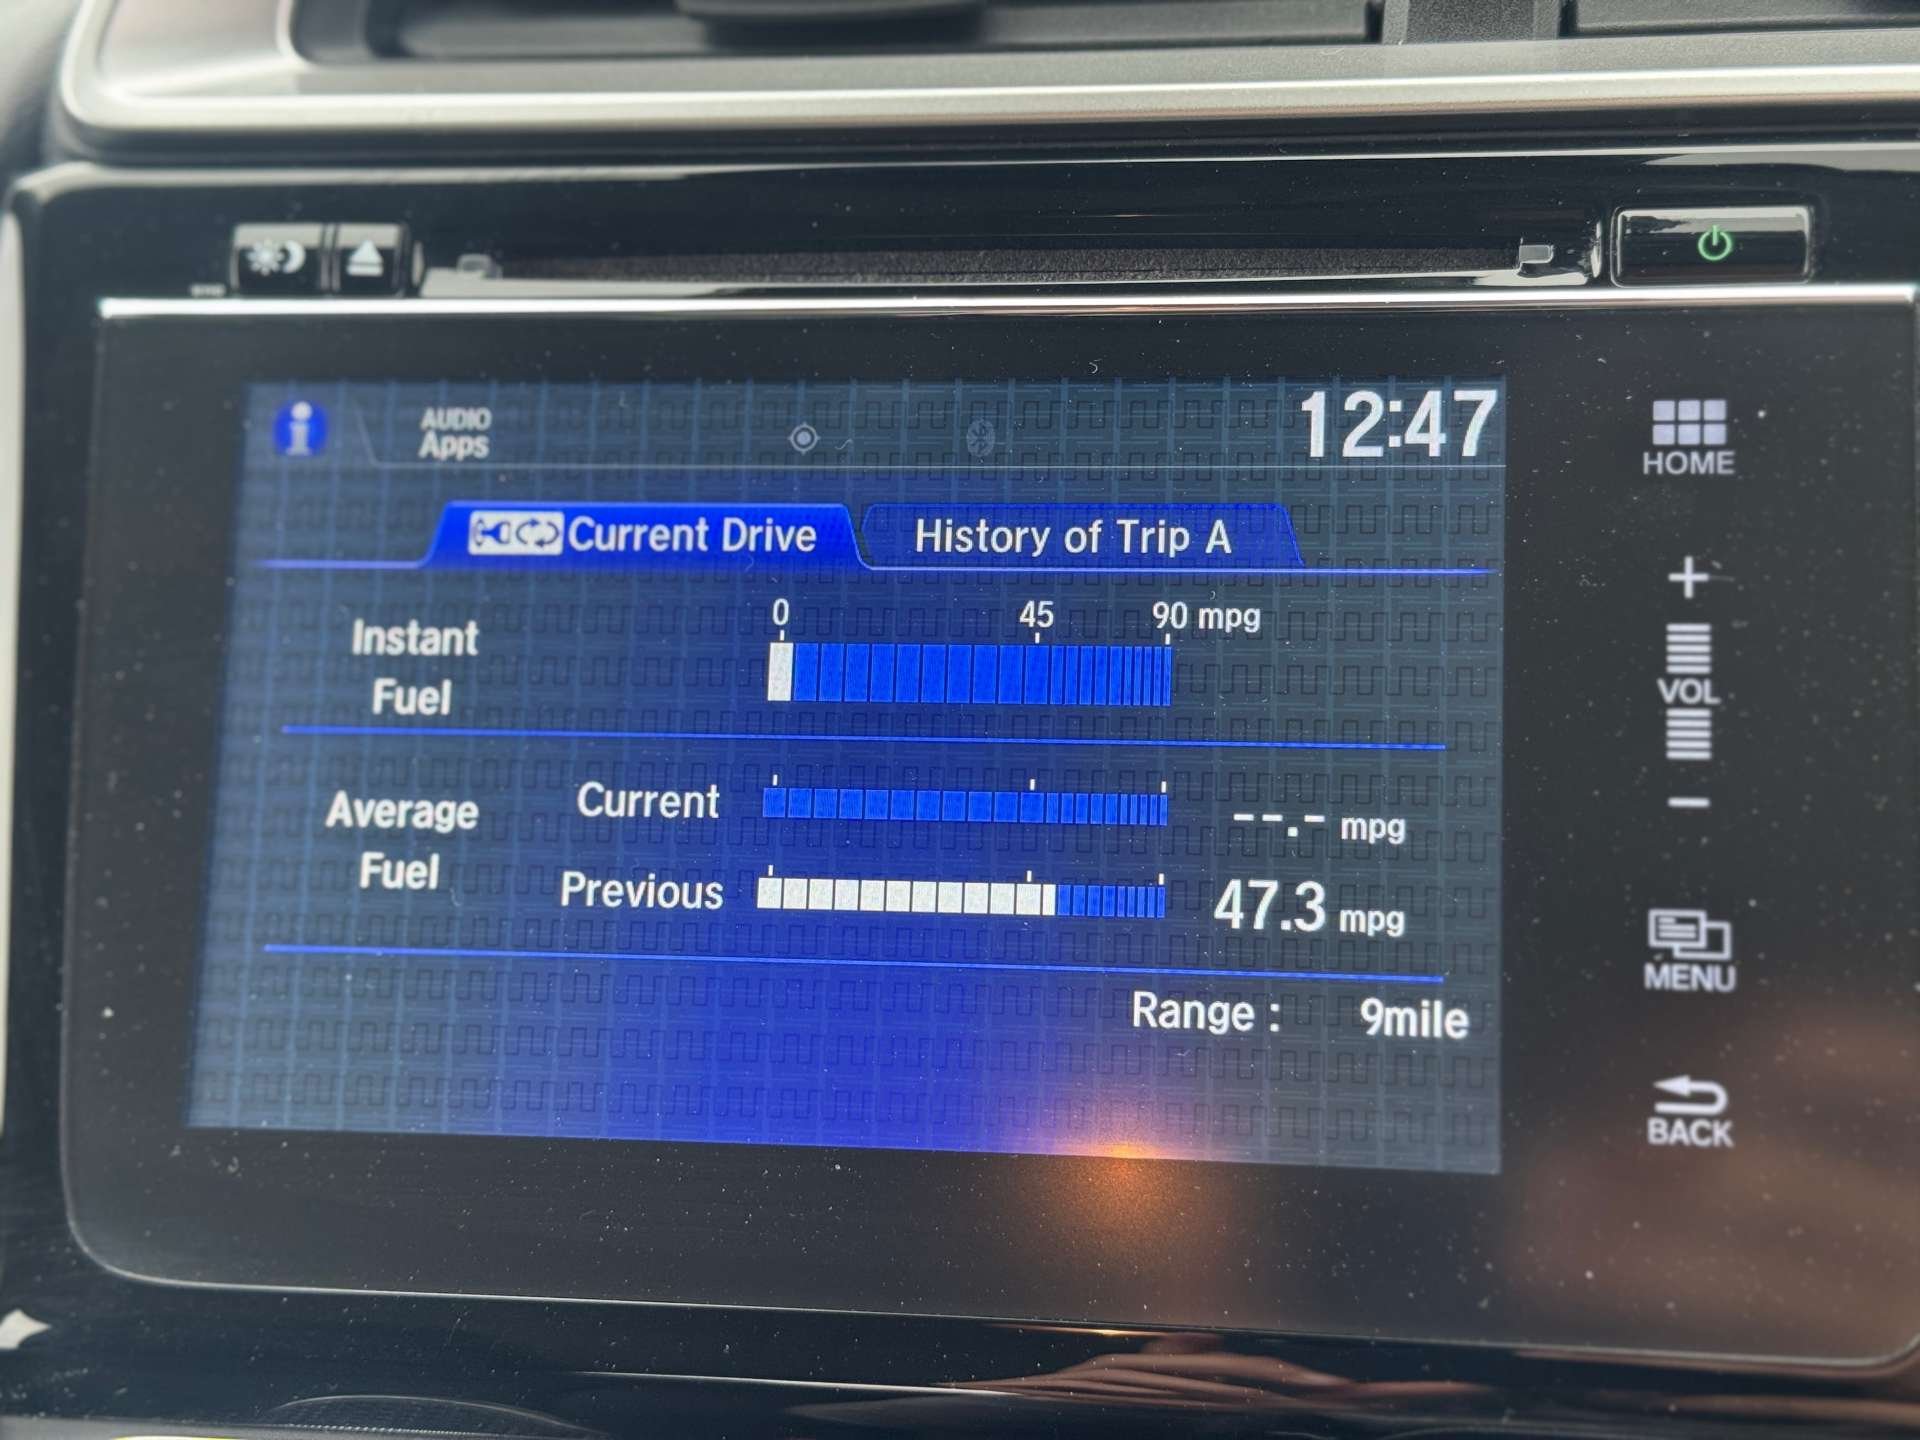 AUDIO
Apps
12:47
HOME
Current Drive
History of Trip A
0 45 90 mpg
Instant
Fuel
VOL
Average
Fuel
Current --.- mpg
Previous 47.3 mpg
MENU
Range : 9mile
BACK